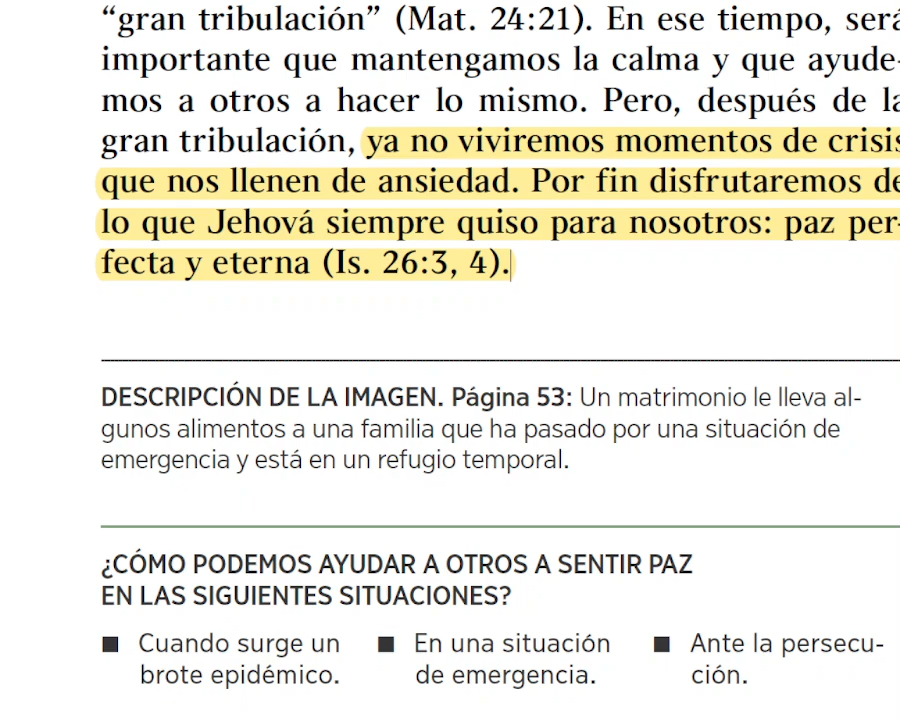 “gran tribulación” (Mat. 24:21). En ese tiempo, será
importante que mantengamos la calma y que ayude-
mos a otros a hacer lo mismo. Pero, después de la
gran tribulación, ya no viviremos momentos de crisis
que nos llenen de ansiedad. Por fin disfrutaremos de
lo que Jehová siempre quiso para nosotros: paz per-
fecta y eterna (Is. 26:3, 4).
DESCRIPCIÓN DE LA IMAGEN. Página 53: Un matrimonio le lleva al-
gunos alimentos a una familia que ha pasado por una situación de
emergencia y está en un refugio temporal.
¿CÓMO PODEMOS AYUDAR A OTROS A SENTIR PAZ
EN LAS SIGUIENTES SITUACIONES?
■ Cuando surge un
brote epidémico.
■ En una situación
de emergencia.
■ Ante la persecu-
ción.